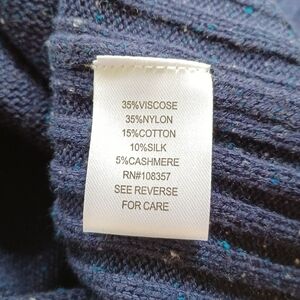 35%VISCOSE
35%NYLON
15%COTTON
10%SILK
5%CASHMERE
RN#108357
SEE REVERSE
FOR CARE